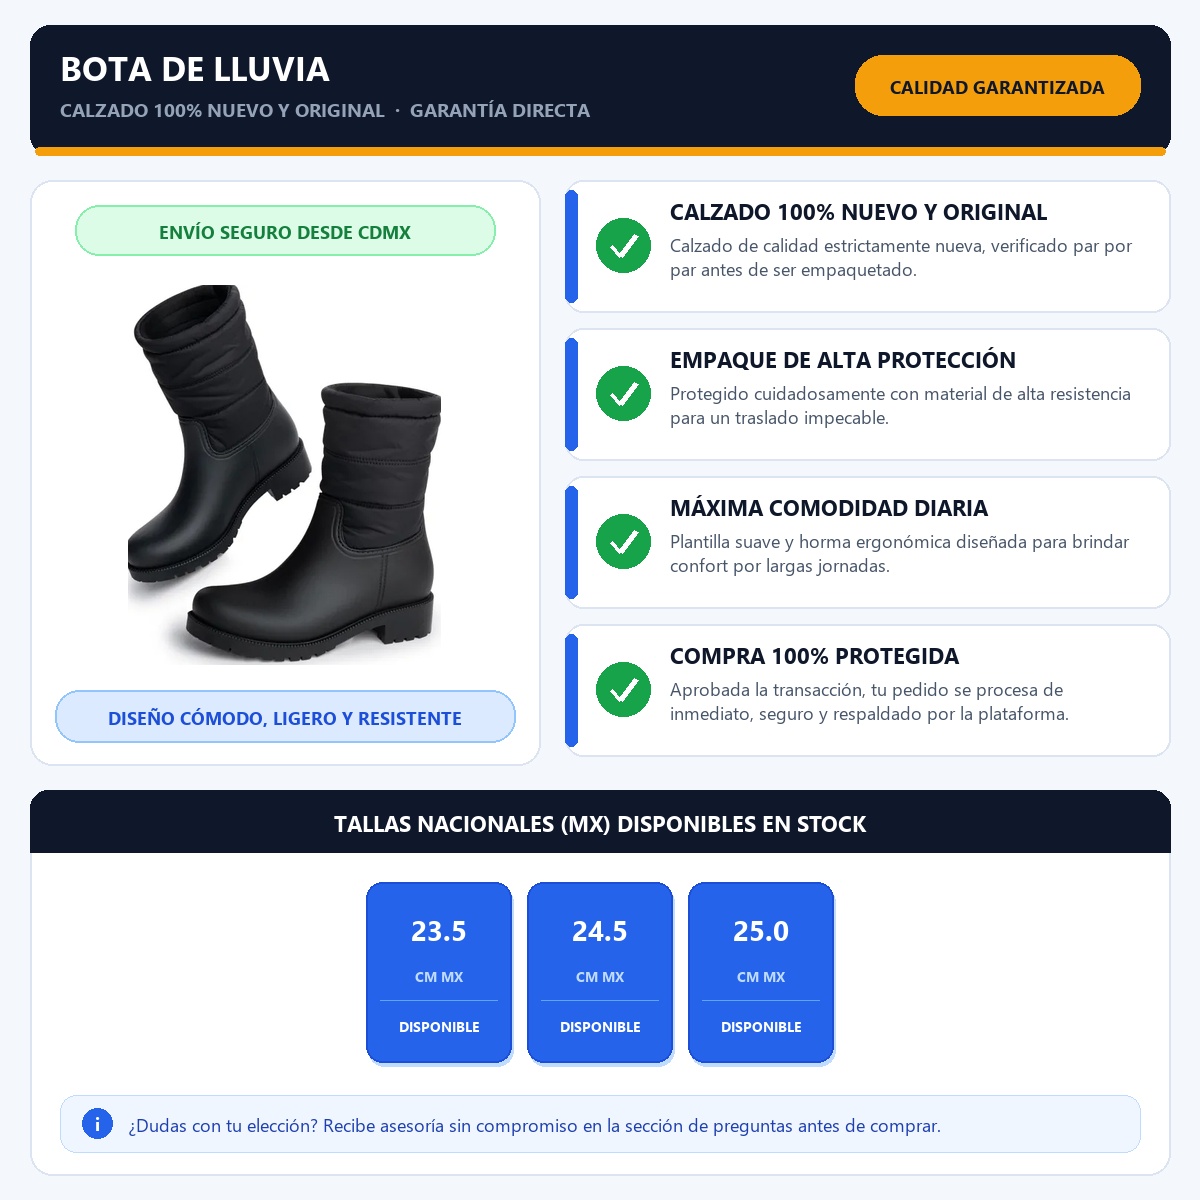 BOTA DE LLUVIA
CALZADO 100% NUEVO Y ORIGINAL · GARANTÍA DIRECTA
CALIDAD GARANTIZADA
ENVÍO SEGURO DESDE CDMX
DISEÑO CÓMODO, LIGERO Y RESISTENTE
CALZADO 100% NUEVO Y ORIGINAL
Calzado de calidad estrictamente nueva, verificado par por
par antes de ser empaquetado.
EMPAQUE DE ALTA PROTECCIÓN
Protegido cuidadosamente con material de alta resistencia
para un traslado impecable.
MÁXIMA COMODIDAD DIARIA
Plantilla suave y horma ergonómica diseñada para brindar
confort por largas jornadas.
COMPRA 100% PROTEGIDA
Aprobada la transacción, tu pedido se procesa de
inmediato, seguro y respaldado por la plataforma.
TALLAS NACIONALES (MX) DISPONIBLES EN STOCK
23.5
CM MX
DISPONIBLE
24.5
CM MX
DISPONIBLE
25.0
CM MX
DISPONIBLE
¿Dudas con tu elección? Recibe asesoría sin compromiso en la sección de preguntas antes de comprar.